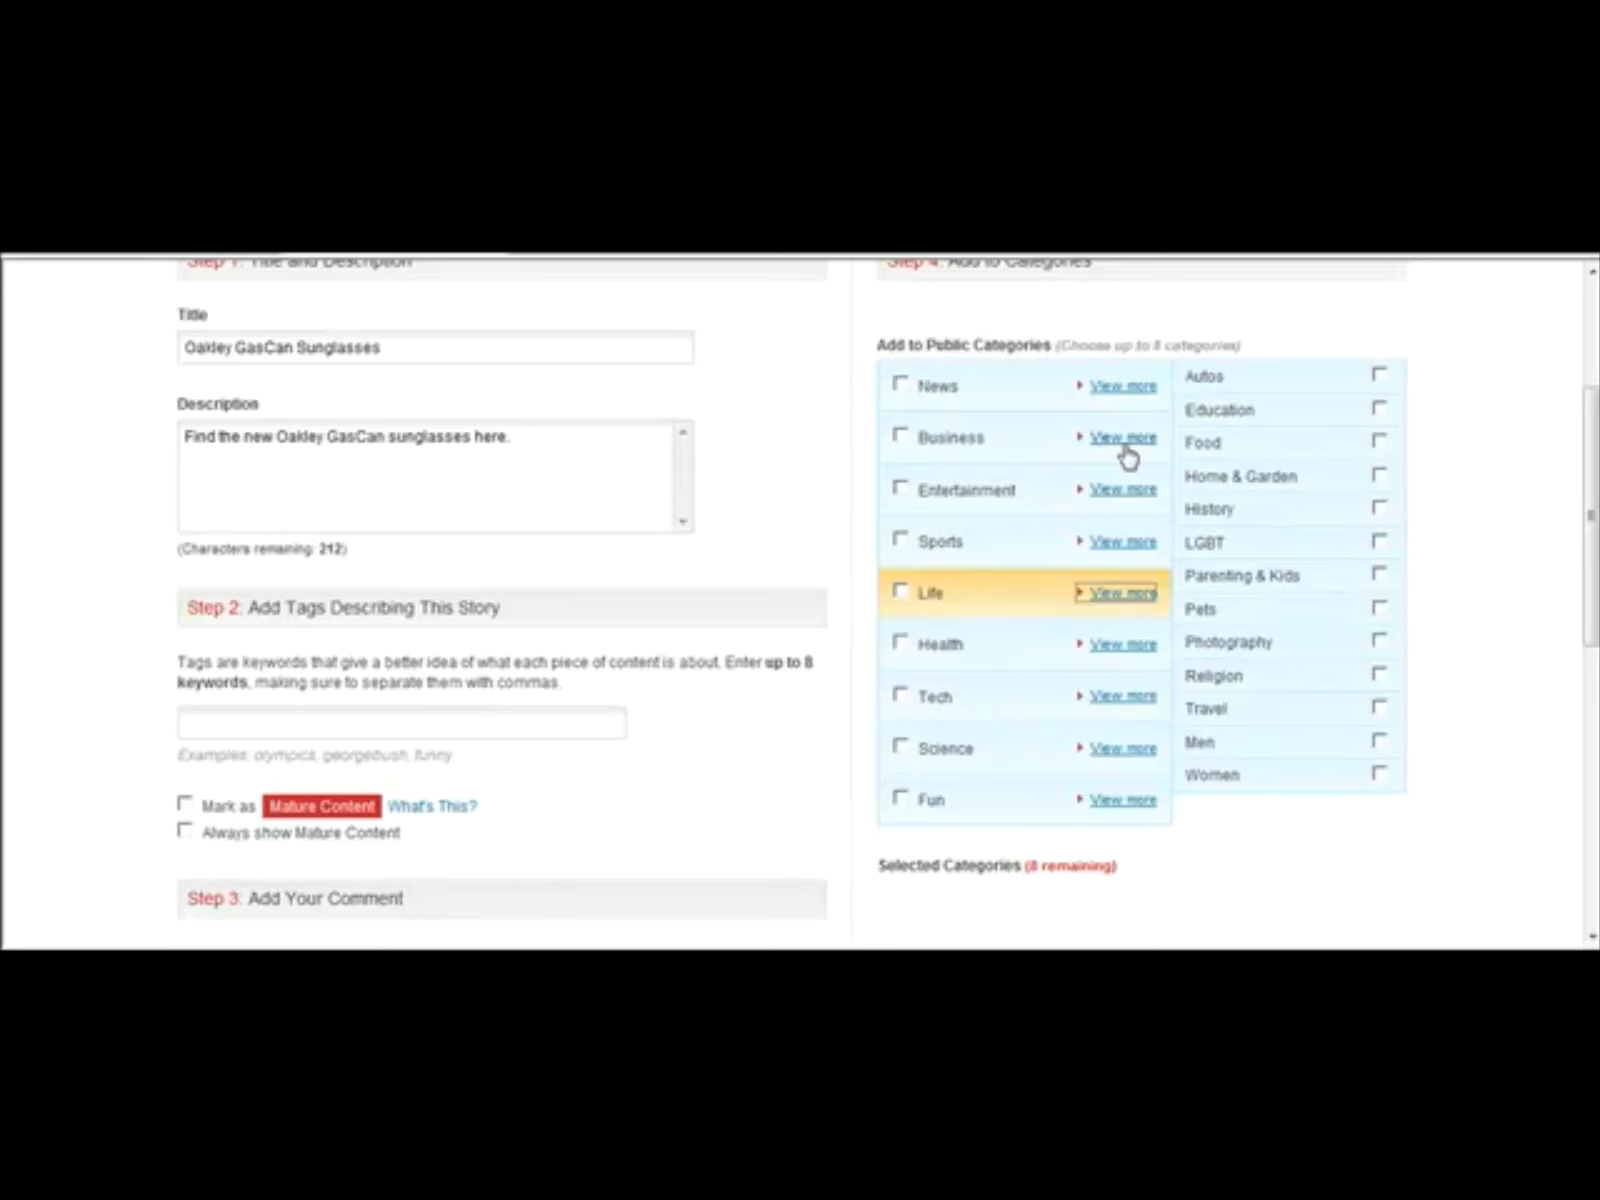 Step 1: Title and Description
Title
Oakley GasCan Sunglasses
Description
Find the new Oakley GasCan sunglasses here.
(Characters remaining: 212)
Step 2: Add Tags Describing This Story
Tags are keywords that give a better idea of what each piece of content is about. Enter up to 8
keywords, making sure to separate them with commas.
Examples: olympics, georgebush, funny
Mark as Mature Content What's This?
Always show Mature Content
Step 3: Add Your Comment
Step 4: Add to Categories
Add to Public Categories (Choose up to 8 categories)
News View more
Business View more
Entertainment View more
Sports View more
Life View more
Health View more
Tech View more
Science View more
Fun View more
Autos
Education
Food
Home & Garden
History
LGBT
Parenting & Kids
Pets
Photography
Religion
Travel
Men
Women
Selected Categories (8 remaining)